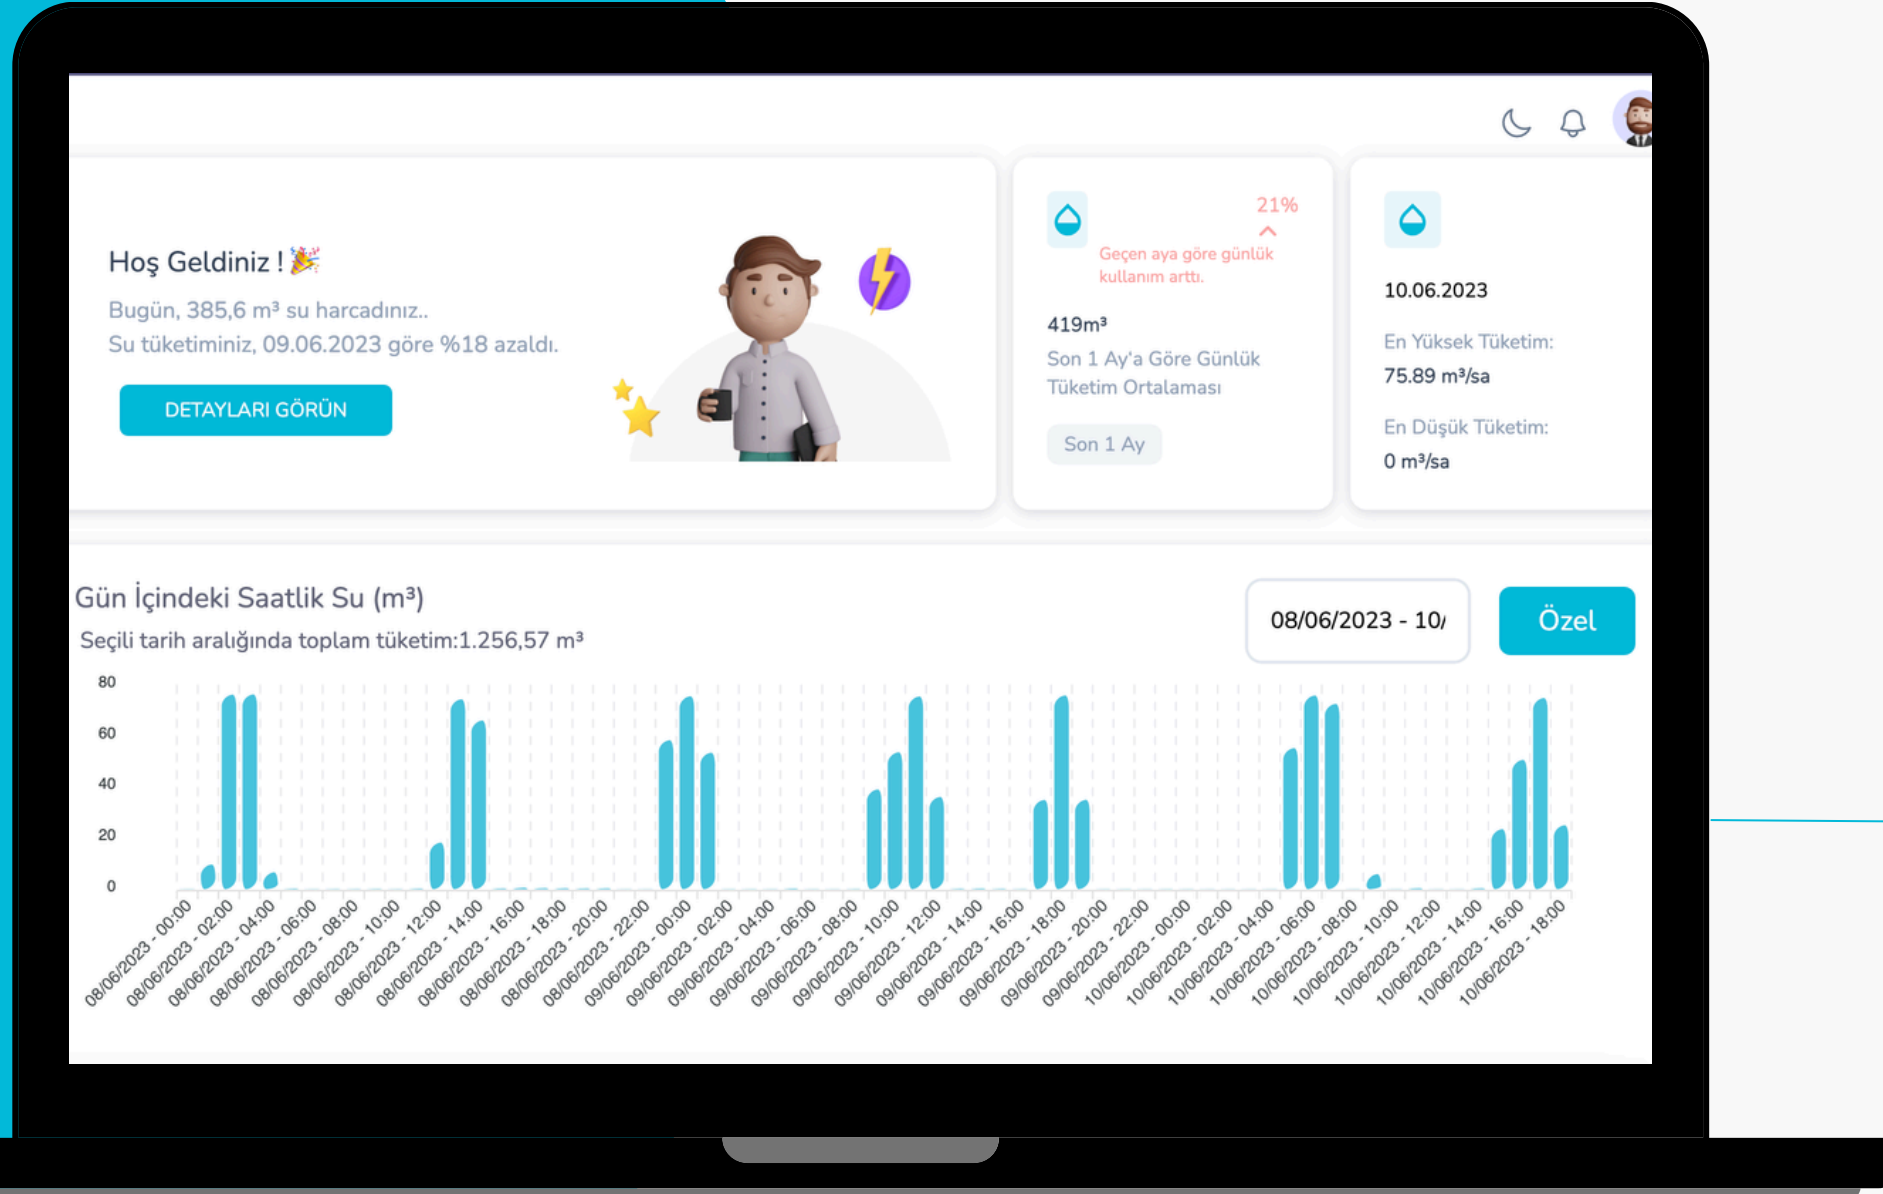 Hoş Geldiniz ! 🎉
Bugün, 385,6 m³ su harcadınız..
Su tüketiminiz, 09.06.2023 göre %18 azaldı.
DETAYLARI GÖRÜN
21%
Geçen aya göre günlük
kullanım arttı.
419m³
Son 1 Ay'a Göre Günlük
Tüketim Ortalaması
Son 1 Ay
10.06.2023
En Yüksek Tüketim:
75.89 m³/sa
En Düşük Tüketim:
0 m³/sa
Gün İçindeki Saatlik Su (m³)
Seçili tarih aralığında toplam tüketim:1.256,57 m³
08/06/2023 - 10/
Özel
80
60
40
20
0
08/06/2023 - 00:00
08/06/2023 - 02:00
08/06/2023 - 04:00
08/06/2023 - 06:00
08/06/2023 - 08:00
08/06/2023 - 10:00
08/06/2023 - 12:00
08/06/2023 - 14:00
08/06/2023 - 16:00
08/06/2023 - 18:00
08/06/2023 - 20:00
08/06/2023 - 22:00
09/06/2023 - 00:00
09/06/2023 - 02:00
09/06/2023 - 04:00
09/06/2023 - 06:00
09/06/2023 - 08:00
09/06/2023 - 10:00
09/06/2023 - 12:00
09/06/2023 - 14:00
09/06/2023 - 16:00
09/06/2023 - 18:00
09/06/2023 - 20:00
09/06/2023 - 22:00
10/06/2023 - 00:00
10/06/2023 - 02:00
10/06/2023 - 04:00
10/06/2023 - 06:00
10/06/2023 - 08:00
10/06/2023 - 10:00
10/06/2023 - 12:00
10/06/2023 - 14:00
10/06/2023 - 16:00
10/06/2023 - 18:00